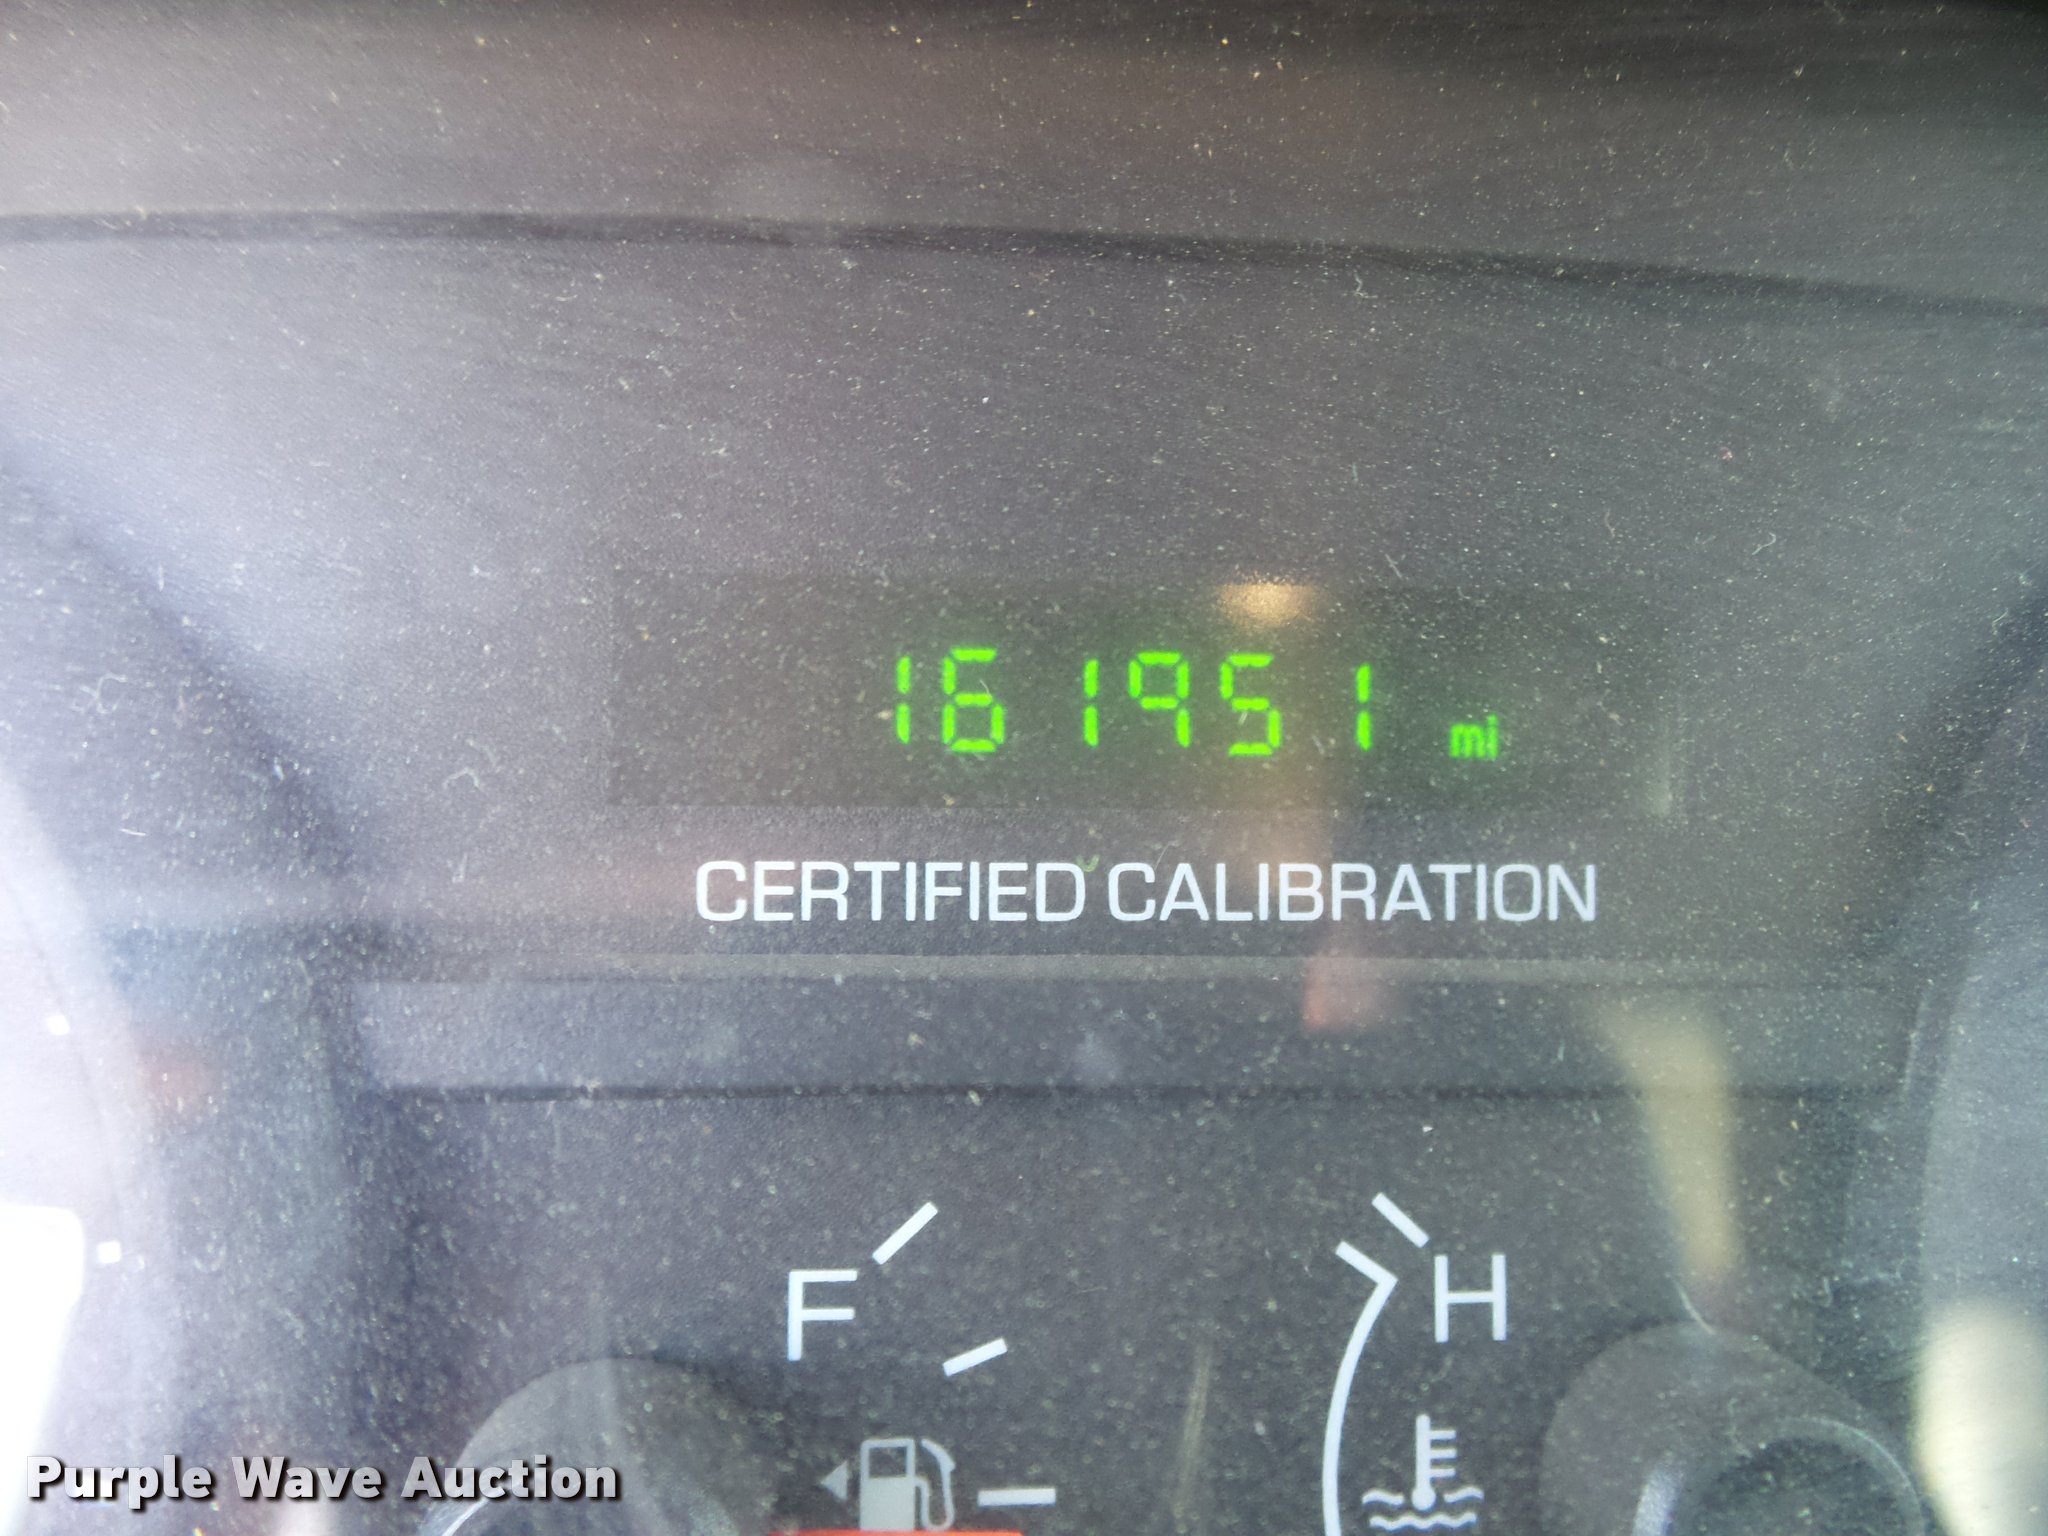 161951 mi
CERTIFIED CALIBRATION
F H
Purple Wave Auction